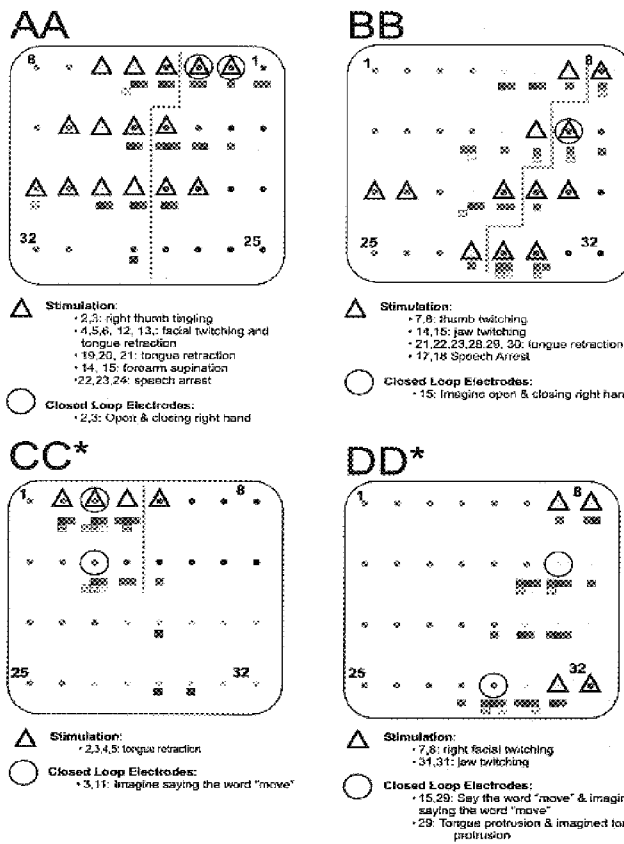 AA
8
1
32
25
Stimulation:
• 2,3: right thumb tingling
• 4,5,6, 12, 13,: facial twitching and
tongue retraction
• 19,20, 21: tongue retraction
• 14, 15: forearm supination
• 22,23,24: speech arrest
Closed Loop Electrodes:
• 2,3: Open & closing right hand
BB
1
8
25
32
Stimulation:
• 7,8: thumb twitching
• 14,15: jaw twitching
• 21,22,23,28,29, 30: tongue retraction
• 17,18 Speech Arrest
Closed Loop Electrodes:
• 15: Imagine open & closing right han
CC*
1
8
25
32
Stimulation:
• 2,3,4,5: tongue retraction
Closed Loop Electrodes:
• 3,11: Imagine saying the word "move"
DD*
1
8
25
32
Stimulation:
• 7,8: right facial twitching
• 31,31: jaw twitching
Closed Loop Electrodes:
• 15,29: Say the word "move" & imagin
saying the word "move"
• 29: Tongue protrusion & imagined ton
protrusion